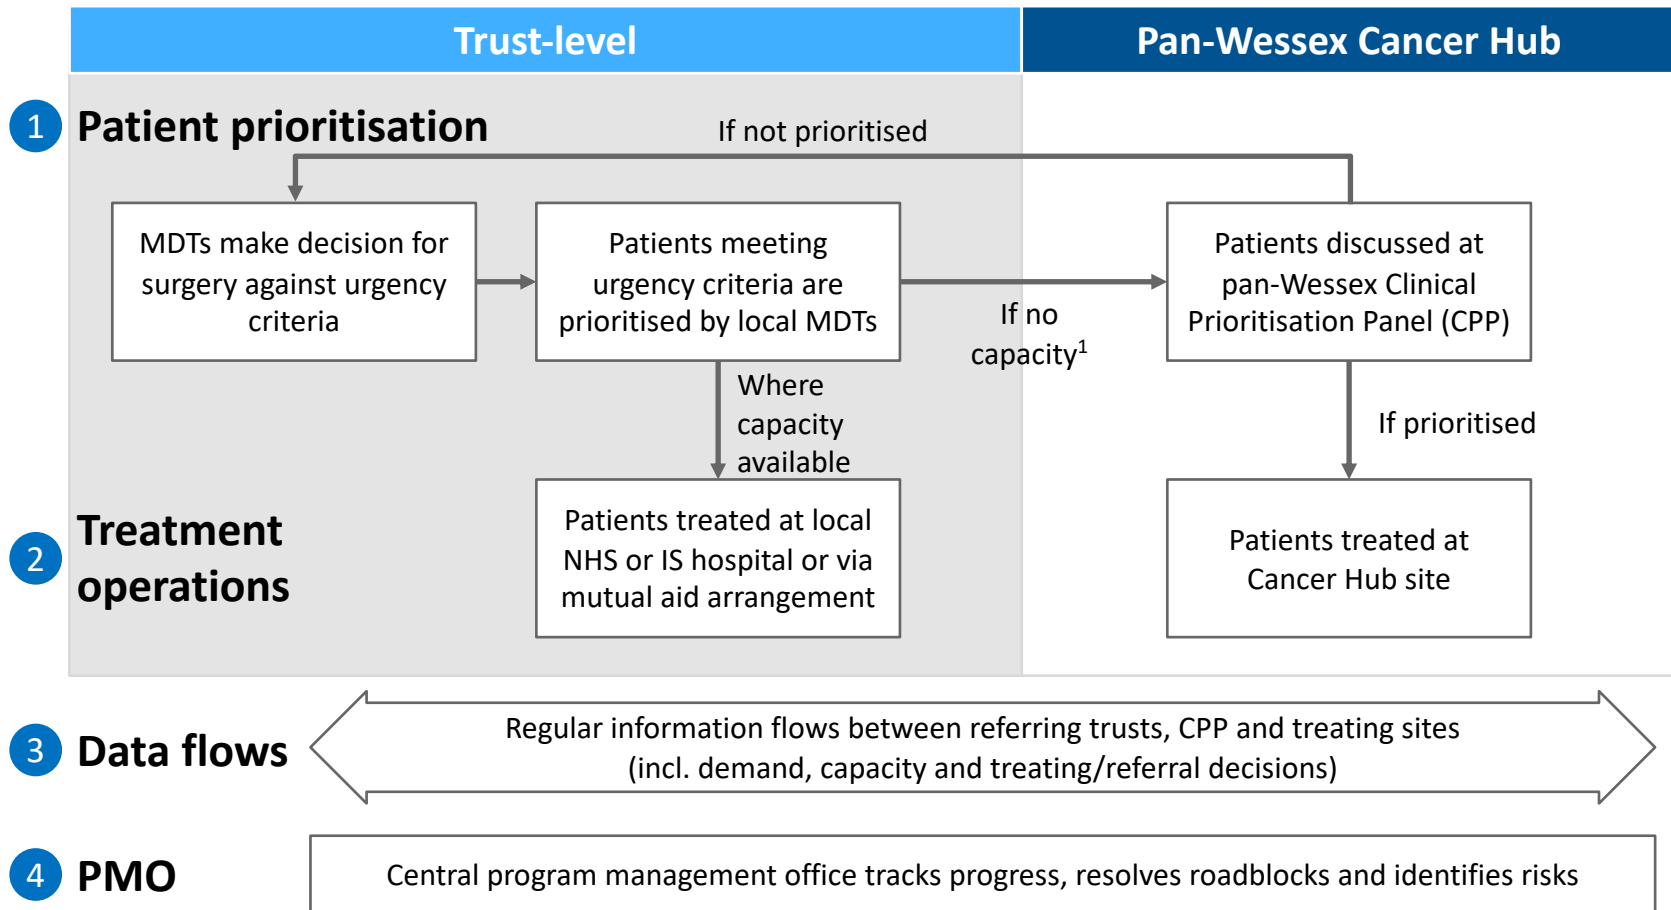 Trust-level
Pan-Wessex Cancer Hub
1
Patient prioritisation
If not prioritised
MDTs make decision for
surgery against urgency
criteria
Patients meeting
urgency criteria are
prioritised by local MDTs
If no
capacity¹
Patients discussed at
pan-Wessex Clinical
Prioritisation Panel (CPP)
Where
capacity
available
If prioritised
2
Treatment
operations
Patients treated at local
NHS or IS hospital or via
mutual aid arrangement
Patients treated at
Cancer Hub site
3
Data flows
Regular information flows between referring trusts, CPP and treating sites
(incl. demand, capacity and treating/referral decisions)
4
PMO
Central program management office tracks progress, resolves roadblocks and identifies risks